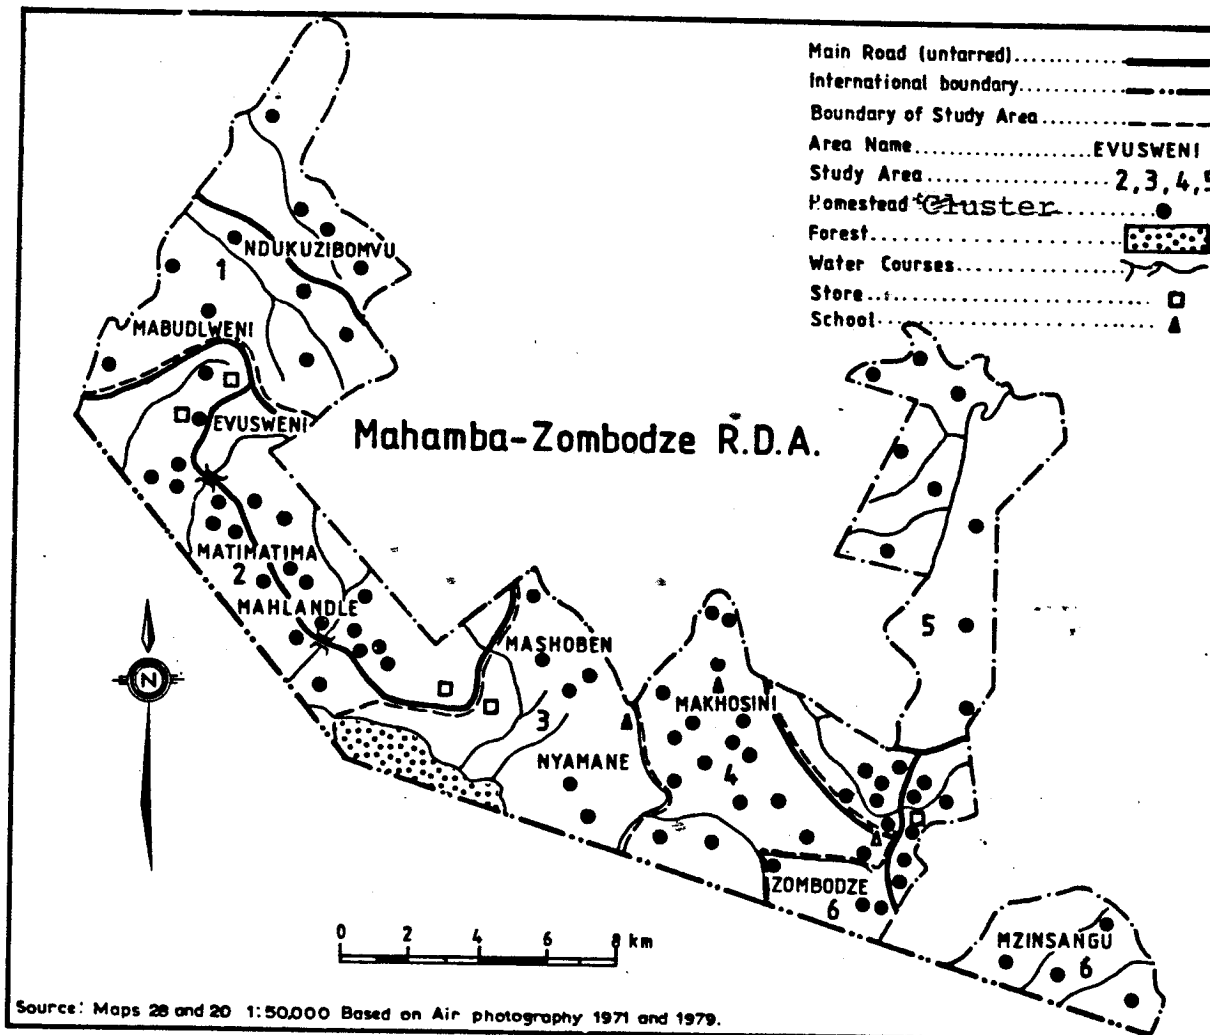 Main Road (untarred)
International boundary
Boundary of Study Area
Area Name EVUSWENI
Study Area 2,3,4,5
Homestead Cluster
Forest
Water Courses
Store
School
NDUKUZIBOMVU
1
MABUDLWENI
EVUSWENI
Mahamba-Zombodze R.D.A.
MATIMATIMA
2
MAHLANDLE
5
MASHOBEN
MAKHOSINI
3
NYAMANE
4
N
ZOMBODZE
6
MZINSANGU
6
0 2 4 6 8 km
Source: Maps 28 and 20 1:50,000 Based on Air photography 1971 and 1979.